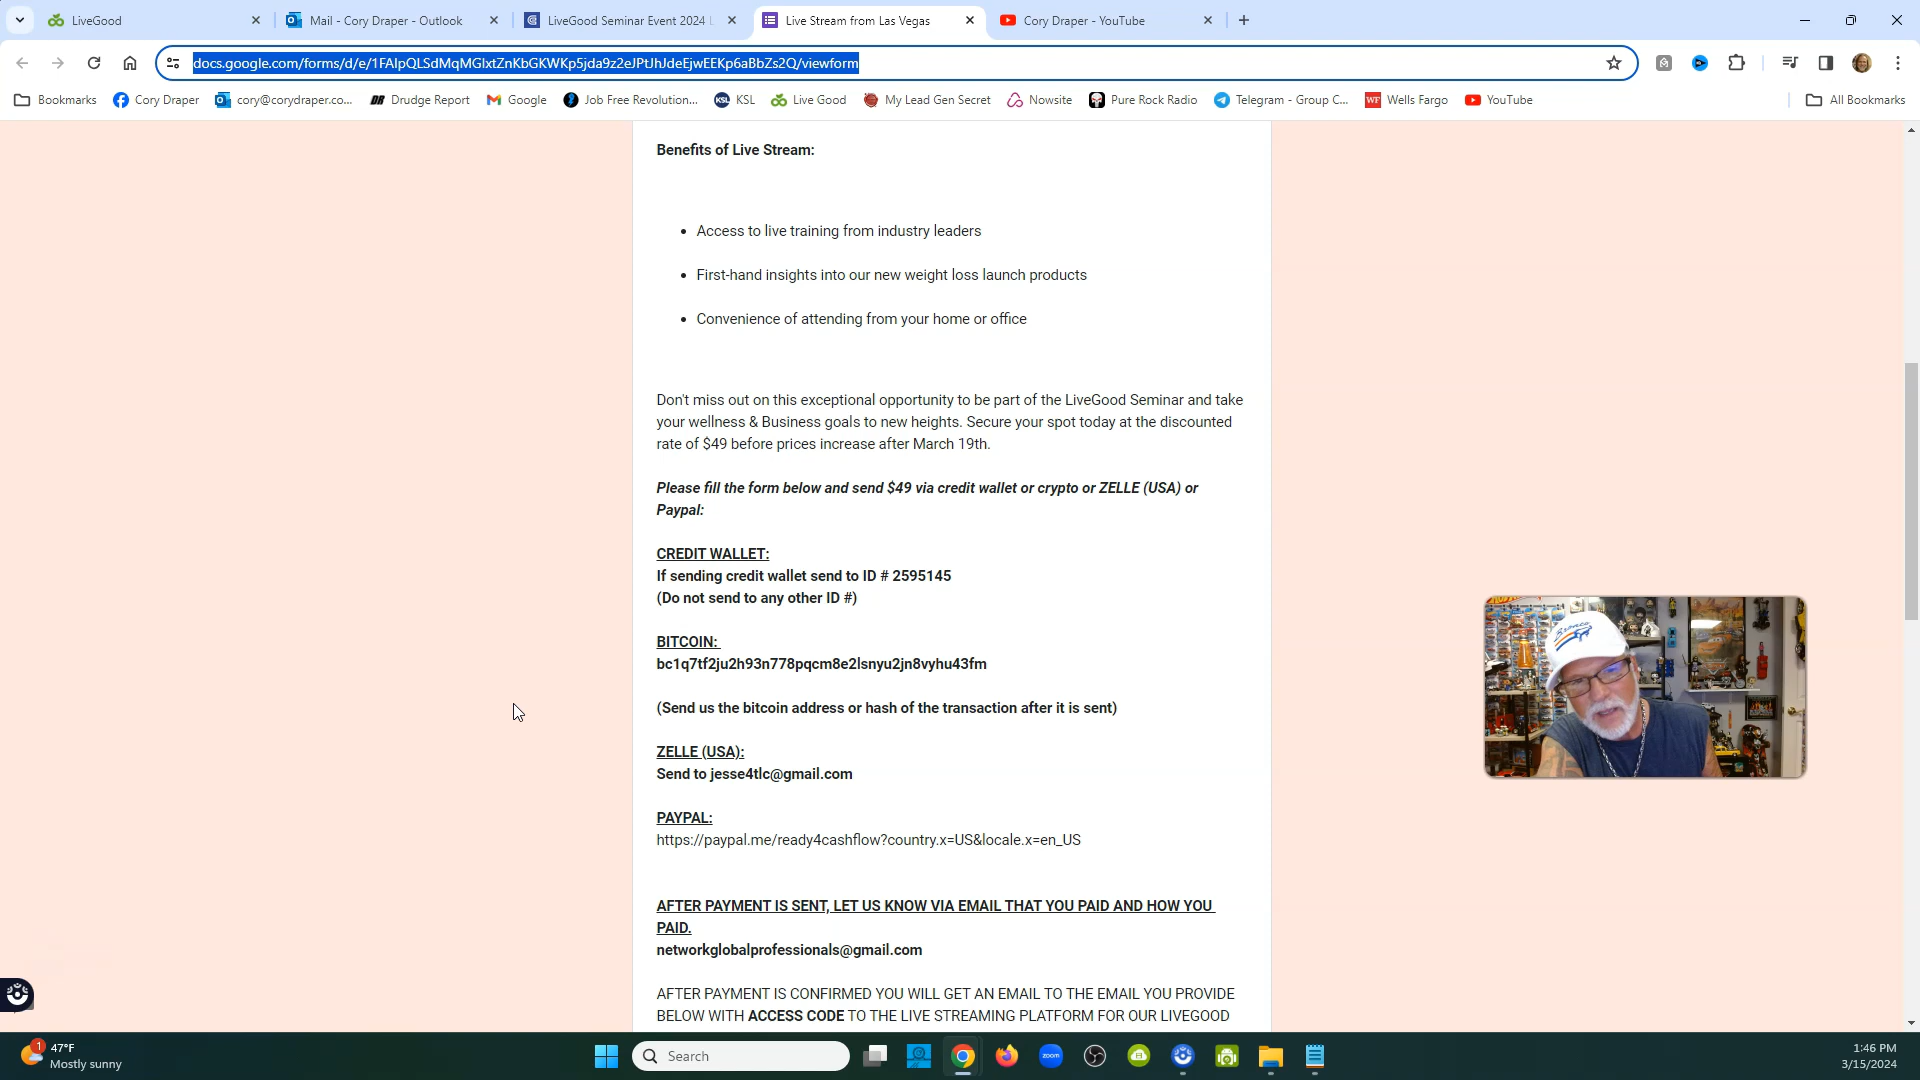 LiveGood
Mail - Cory Draper - Outlook
LiveGood Seminar Event 2024
Live Stream from Las Vegas
Cory Draper - YouTube
docs.google.com/forms/d/e/1FAIpQLSdMqMGlxtZnKbGKWKp5jda9z2eJPtJhJdeEjwEEKp6aBbZs2Q/viewform
Bookmarks
Cory Draper
cory@corydraper.co...
Drudge Report
Google
Job Free Revolution...
KSL
Live Good
My Lead Gen Secret
Nowsite
Pure Rock Radio
Telegram - Group C...
WF Wells Fargo
YouTube
All Bookmarks
Benefits of Live Stream:
• Access to live training from industry leaders
• First-hand insights into our new weight loss launch products
• Convenience of attending from your home or office
Don't miss out on this exceptional opportunity to be part of the LiveGood Seminar and take
your wellness & Business goals to new heights. Secure your spot today at the discounted
rate of $49 before prices increase after March 19th.
Please fill the form below and send $49 via credit wallet or crypto or ZELLE (USA) or
Paypal:
CREDIT WALLET:
If sending credit wallet send to ID # 2595145
(Do not send to any other ID #)
BITCOIN:
bc1q7tf2ju2h93n778pqcm8e2lsnyu2jn8vyhu43fm
(Send us the bitcoin address or hash of the transaction after it is sent)
ZELLE (USA):
Send to jesse4tlc@gmail.com
PAYPAL:
https://paypal.me/ready4cashflow?country.x=US&locale.x=en_US
AFTER PAYMENT IS SENT, LET US KNOW VIA EMAIL THAT YOU PAID AND HOW YOU
PAID.
networkglobalprofessionals@gmail.com
AFTER PAYMENT IS CONFIRMED YOU WILL GET AN EMAIL TO THE EMAIL YOU PROVIDE
BELOW WITH ACCESS CODE TO THE LIVE STREAMING PLATFORM FOR OUR LIVEGOOD
Bronco
1
47°F
Mostly sunny
Search
zoom
1:46 PM
3/15/2024